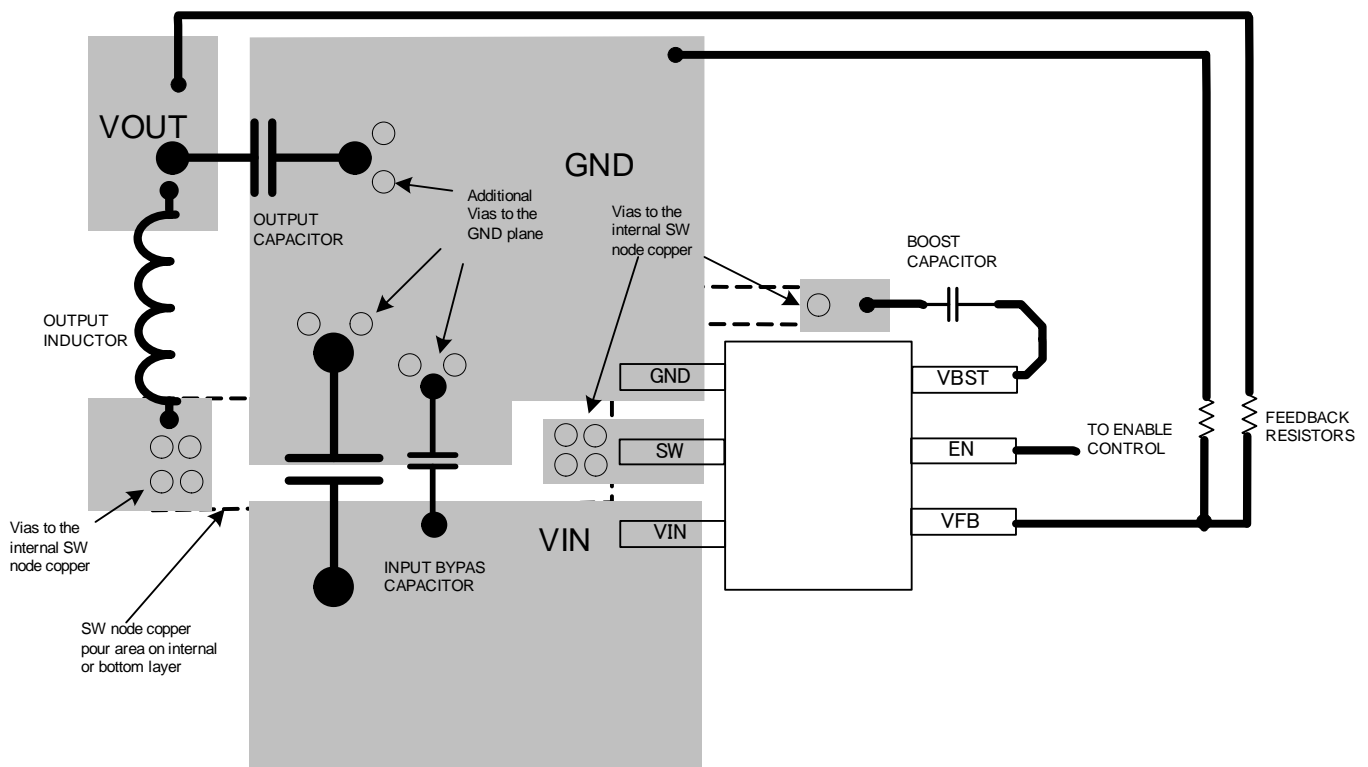 VOUT
GND
OUTPUT
CAPACITOR
Additional
Vias to the
GND plane
Vias to the
internal SW
node copper
BOOST
CAPACITOR
OUTPUT
INDUCTOR
GND
VBST
SW
EN
TO ENABLE
CONTROL
FEEDBACK
RESISTORS
VIN
VIN
VFB
Vias to the
internal SW
node copper
INPUT BYPAS
CAPACITOR
SW node copper
pour area on internal
or bottom layer